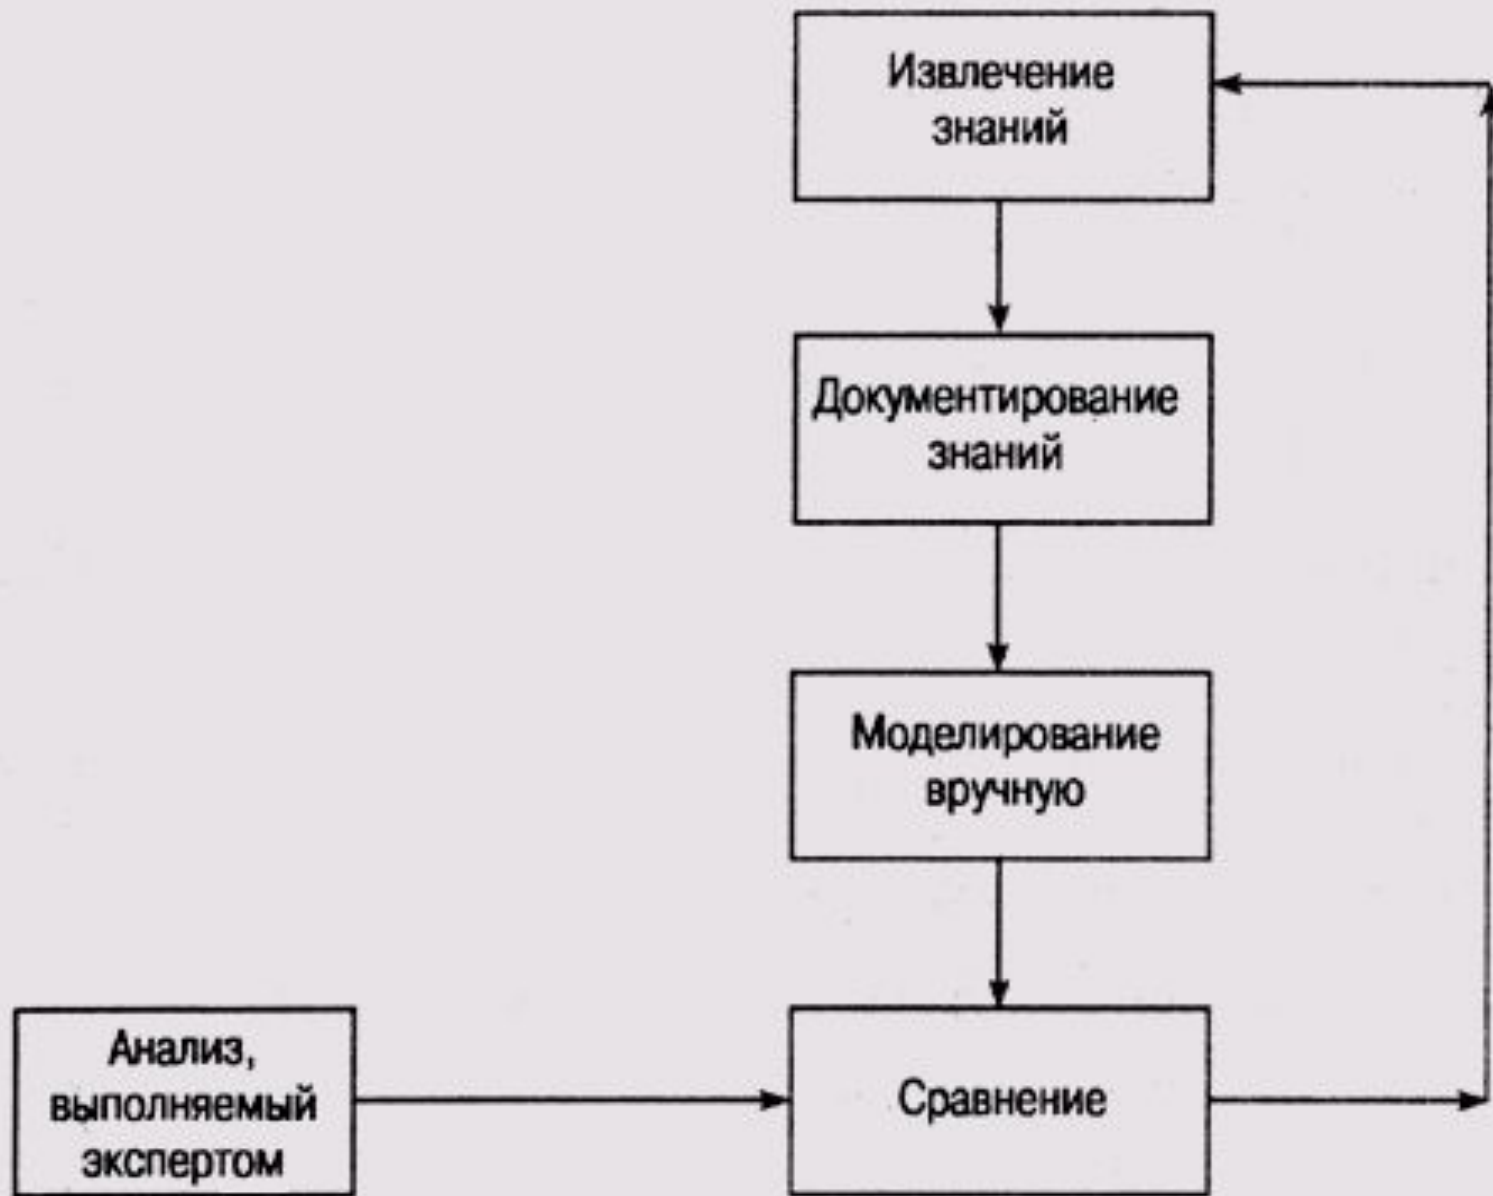 Извлечение
знаний
Документирование
знаний
Моделирование
вручную
Анализ,
выполняемый
экспертом
Сравнение